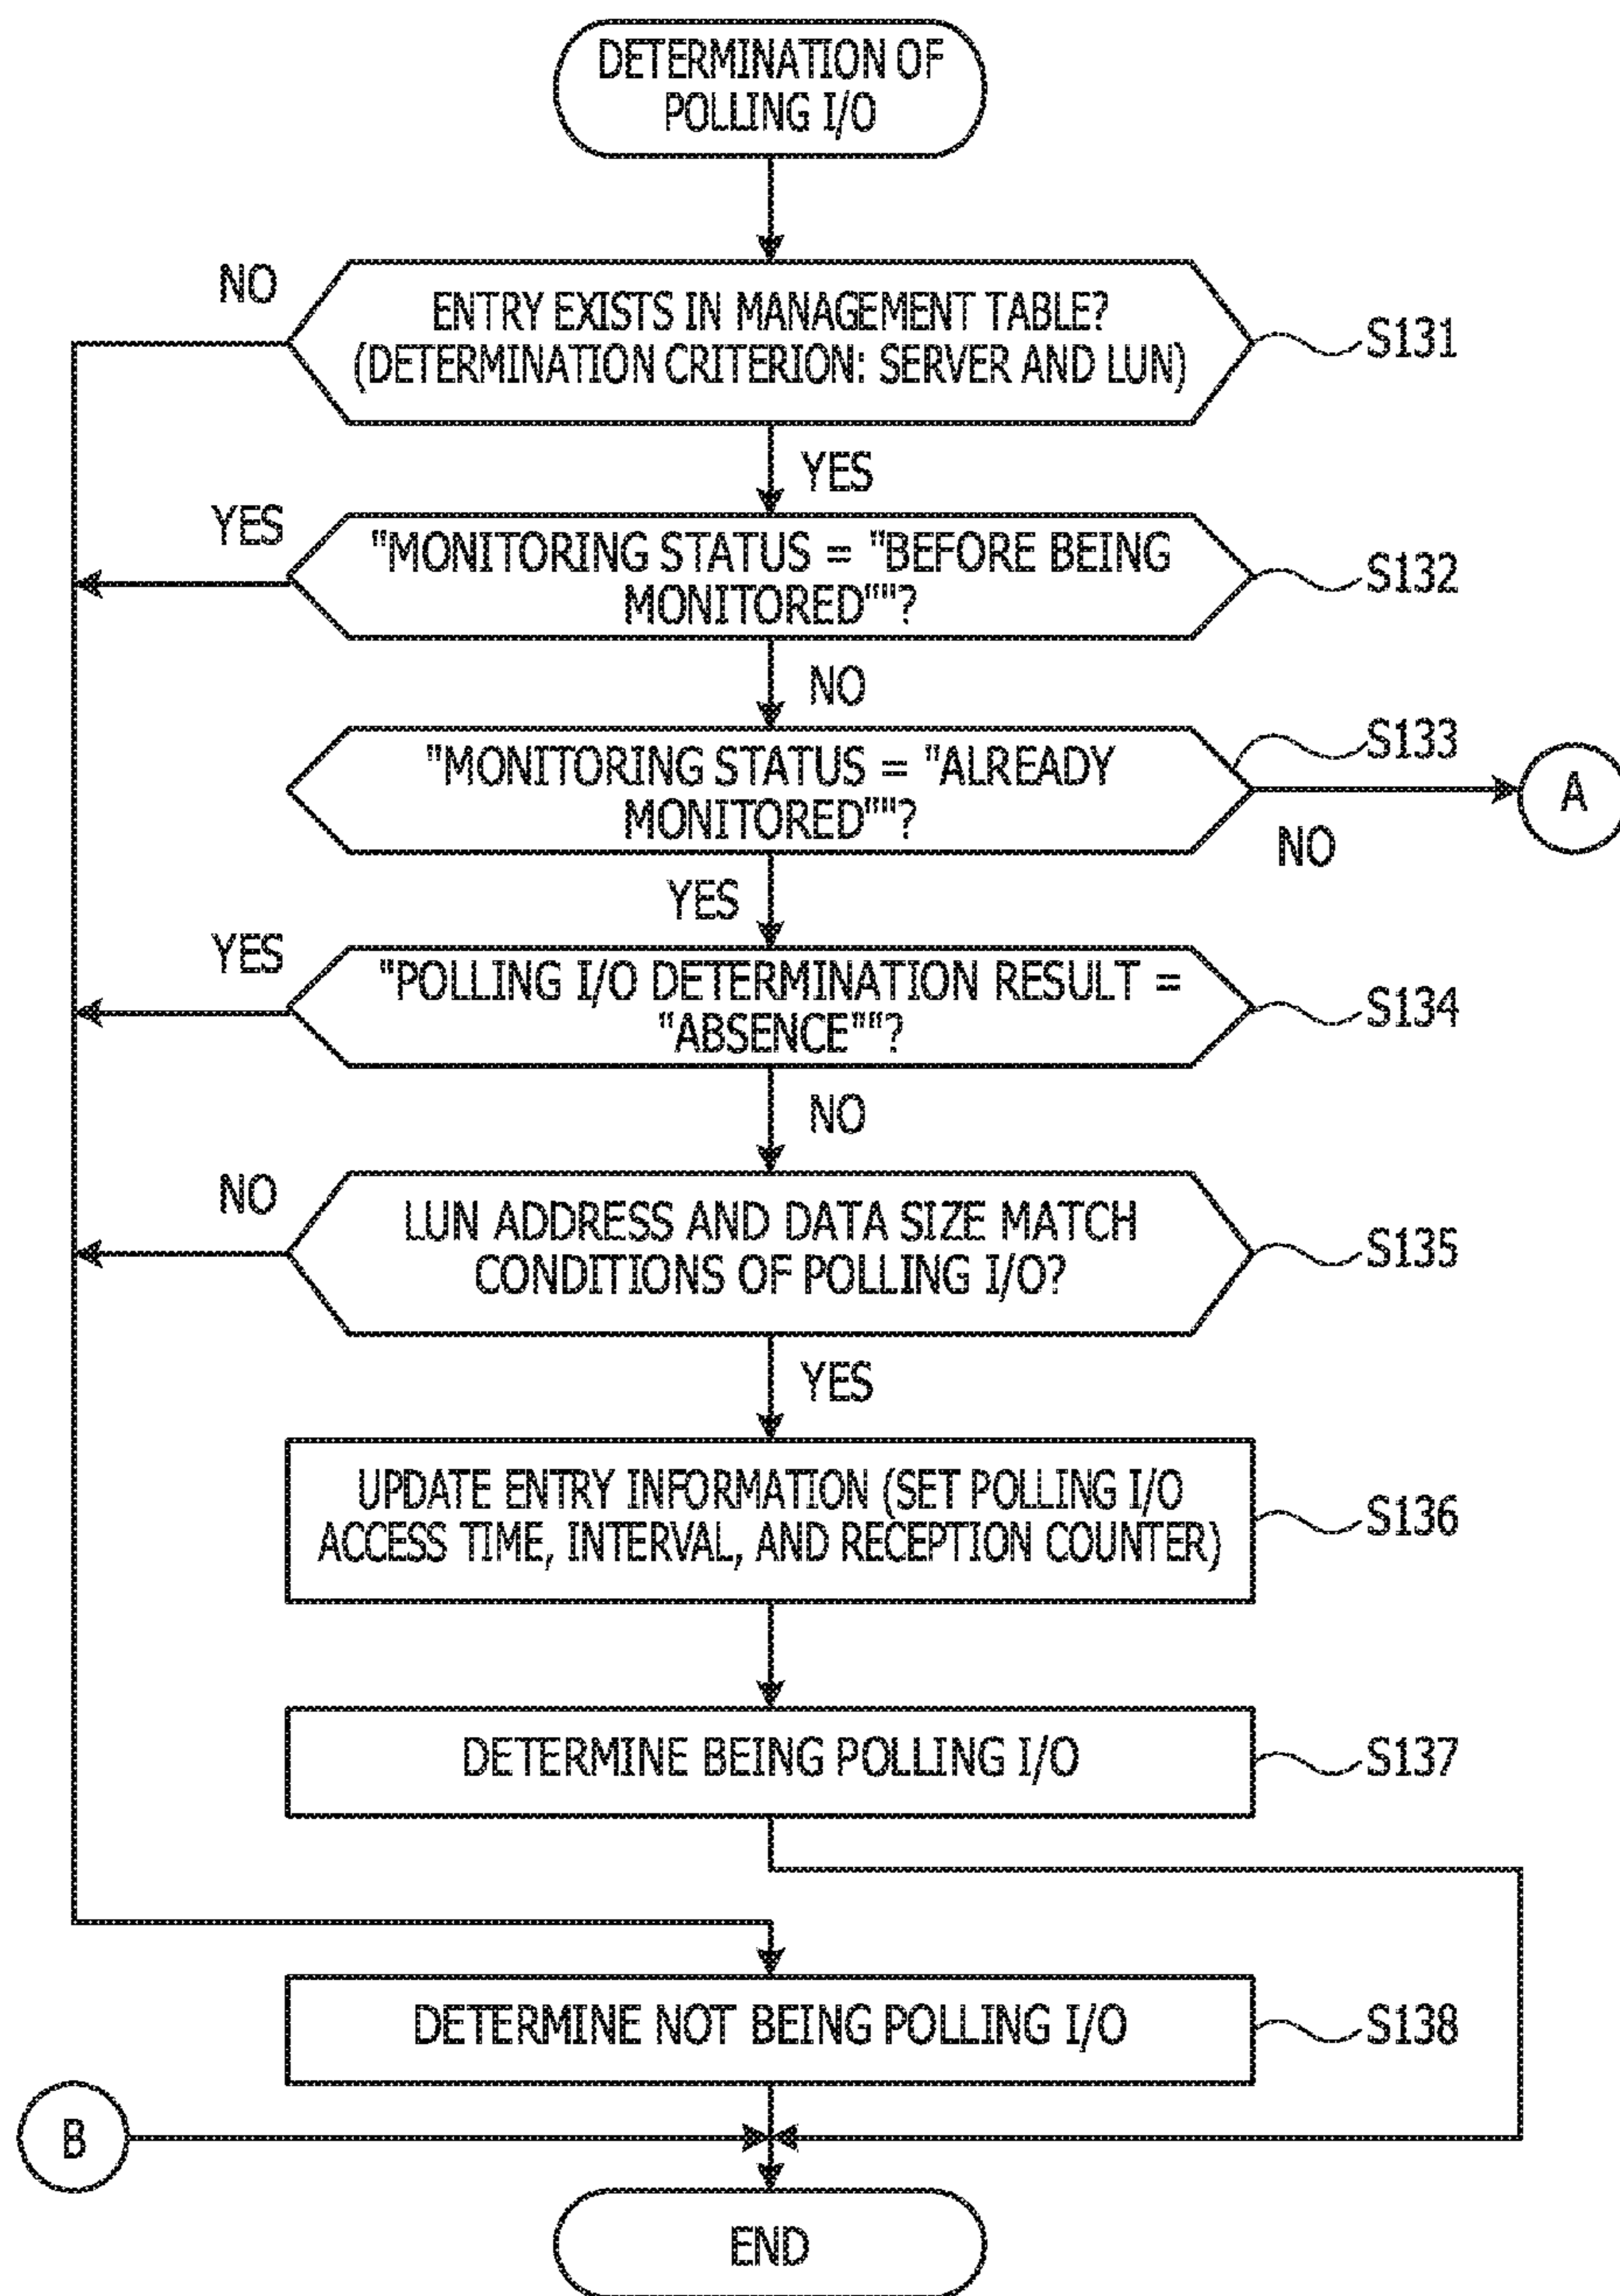 DETERMINATION OF
POLLING I/O
NO
ENTRY EXISTS IN MANAGEMENT TABLE?
(DETERMINATION CRITERION: SERVER AND LUN)
S131
YES
YES
"MONITORING STATUS = "BEFORE BEING
MONITORED""?
S132
NO
"MONITORING STATUS = "ALREADY
MONITORED""?
S133
A
NO
YES
YES
"POLLING I/O DETERMINATION RESULT =
"ABSENCE""?
S134
NO
NO
LUN ADDRESS AND DATA SIZE MATCH
CONDITIONS OF POLLING I/O?
S135
YES
UPDATE ENTRY INFORMATION (SET POLLING I/O
ACCESS TIME, INTERVAL, AND RECEPTION COUNTER)
S136
DETERMINE BEING POLLING I/O
S137
DETERMINE NOT BEING POLLING I/O
S138
B
END